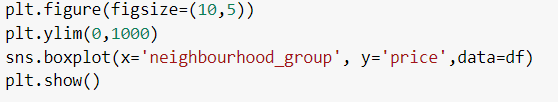 plt.figure(figsize=(10,5))
plt.ylim(0,1000)
sns.boxplot(x='neighbourhood_group', y='price',data=df)
plt.show()